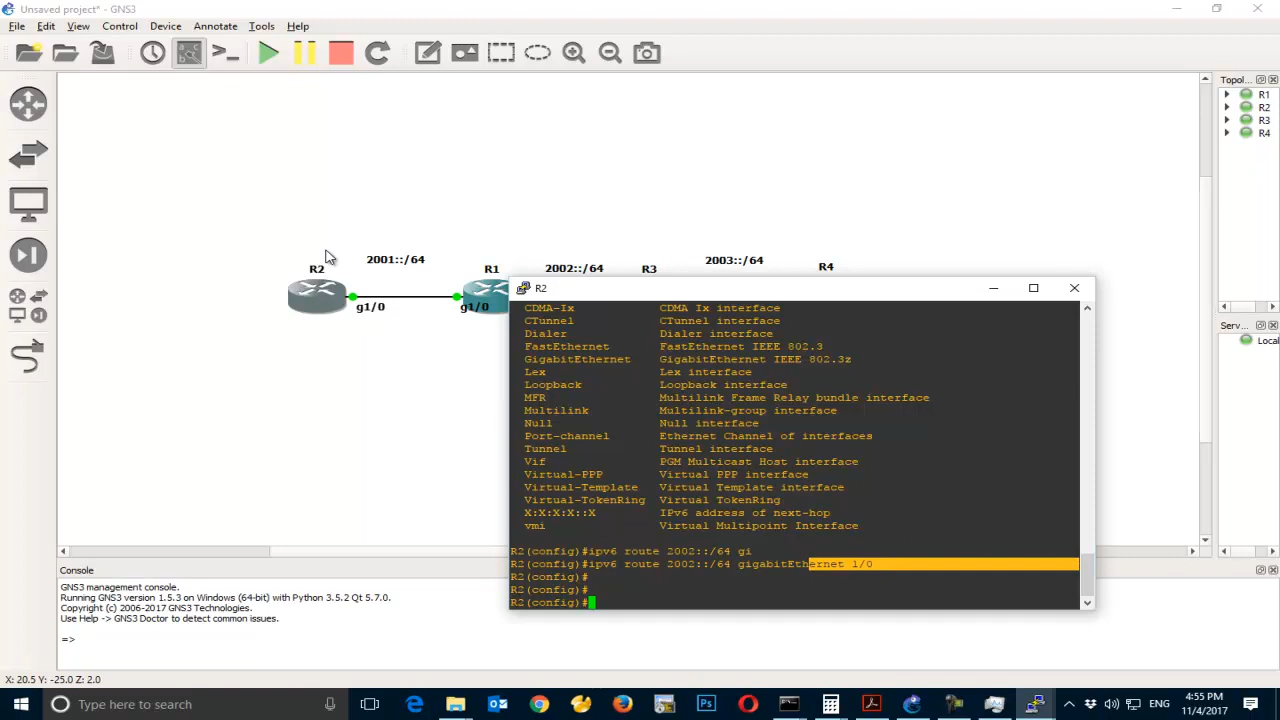 Unsaved project* - GNS3
File Edit View Control Device Annotate Tools Help
Topol...
R1
R2
R3
R4
2001::/64
R2
R1
2002::/64
R3
2003::/64
R4
g1/0
g1/0
R2
CDMA-Ix CDMA Ix interface
CTunnel CTunnel interface
Dialer Dialer interface
FastEthernet FastEthernet IEEE 802.3
GigabitEthernet GigabitEthernet IEEE 802.3z
Lex Lex interface
Loopback Loopback interface
MFR Multilink Frame Relay bundle interface
Multilink Multilink-group interface
Null Null interface
Port-channel Ethernet Channel of interfaces
Tunnel Tunnel interface
Vif PGM Multicast Host interface
Virtual-PPP Virtual PPP interface
Virtual-Template Virtual Template interface
Virtual-TokenRing Virtual TokenRing
X:X:X:X::X IPv6 address of next-hop
vmi Virtual Multipoint Interface
R2(config)#ipv6 route 2002::/64 gi
R2(config)#ipv6 route 2002::/64 gigabitEthernet 1/0
R2(config)#
R2(config)#
R2(config)#
Serv...
Local
Console
GNS3 management console.
Running GNS3 version 1.5.3 on Windows (64-bit) with Python 3.5.2 Qt 5.7.0.
Copyright (c) 2006-2017 GNS3 Technologies.
Use Help -> GNS3 Doctor to detect common issues.
=>
X: 20.5 Y: -25.0 Z: 2.0
Type here to search
Ps
ENG
4:55 PM
11/4/2017